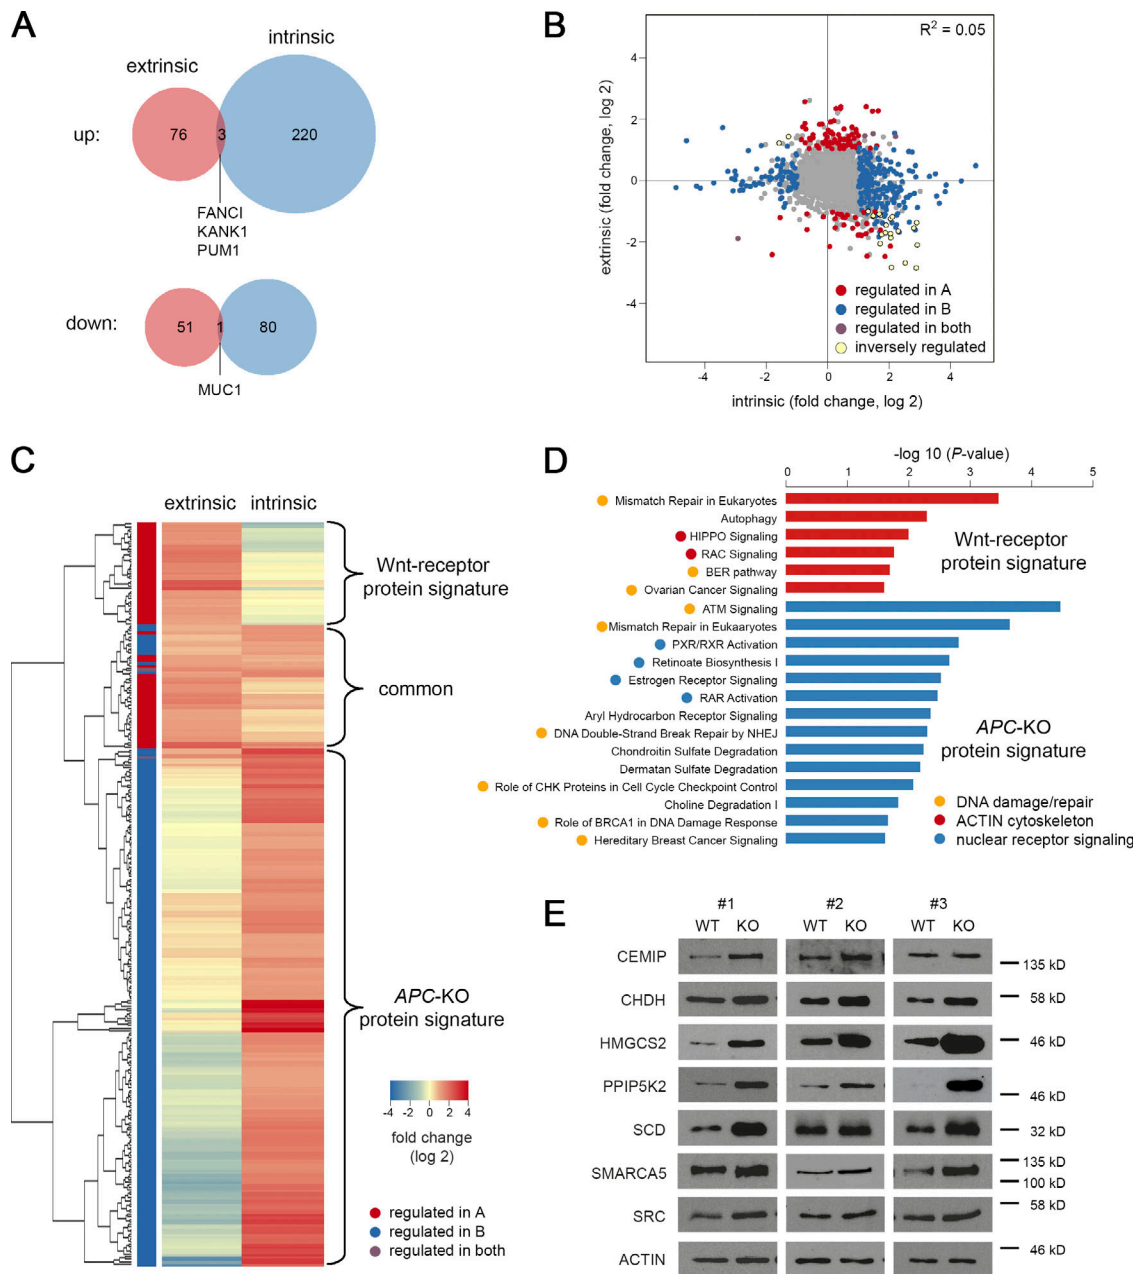 A
intrinsic
extrinsic
up:
76
3
220
FANCI
KANK1
PUM1
down:
51
1
80
MUC1
B
R² = 0.05
extrinsic (fold change, log 2)
4
2
0
-2
-4
regulated in A
regulated in B
regulated in both
inversely regulated
-4
-2
0
2
4
intrinsic (fold change, log 2)
C
extrinsic
intrinsic
Wnt-receptor
protein signature
common
APC-KO
protein signature
-4
-2
0
2
4
fold change
(log 2)
regulated in A
regulated in B
regulated in both
D
-log 10 (P-value)
0
1
2
3
4
5
Mismatch Repair in Eukaryotes
Autophagy
HIPPO Signaling
RAC Signaling
BER pathway
Ovarian Cancer Signaling
ATM Signaling
Mismatch Repair in Eukaaryotes
PXR/RXR Activation
Retinoate Biosynthesis I
Estrogen Receptor Signaling
RAR Activation
Aryl Hydrocarbon Receptor Signaling
DNA Double-Strand Break Repair by NHEJ
Chondroitin Sulfate Degradation
Dermatan Sulfate Degradation
Role of CHK Proteins in Cell Cycle Checkpoint Control
Choline Degradation I
Role of BRCA1 in DNA Damage Response
Hereditary Breast Cancer Signaling
Wnt-receptor
protein signature
APC-KO
protein signature
DNA damage/repair
ACTIN cytoskeleton
nuclear receptor signaling
E
#1
#2
#3
WT KO
WT KO
WT KO
CEMIP
135 kD
CHDH
58 kD
HMGCS2
46 kD
PPIP5K2
46 kD
SCD
32 kD
SMARCA5
135 kD
100 kD
SRC
58 kD
ACTIN
46 kD